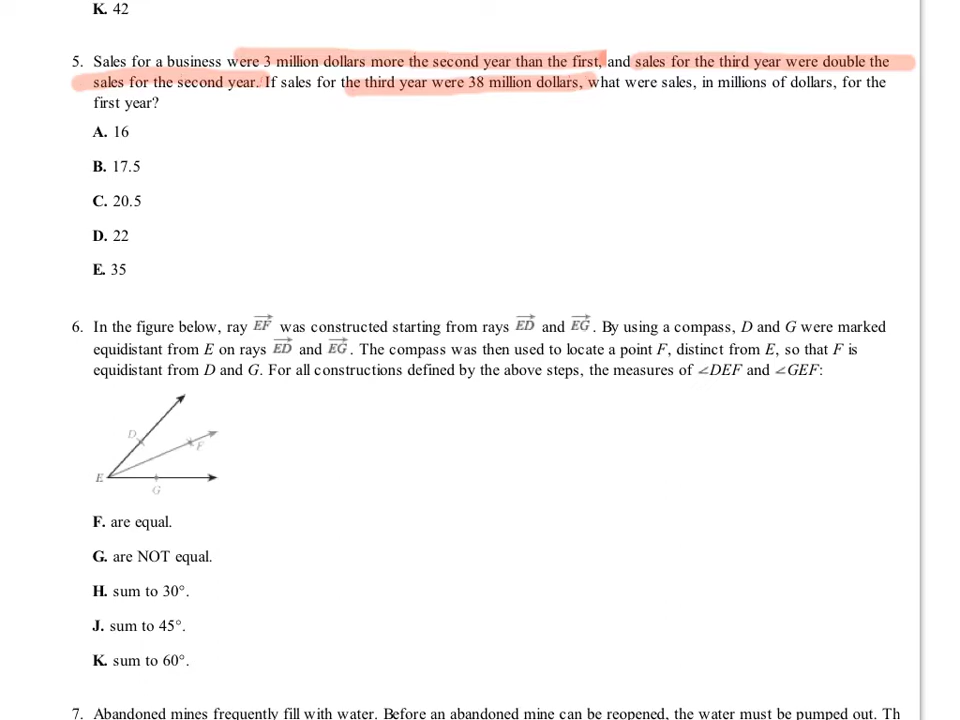 K. 42
5. Sales for a business were 3 million dollars more the second year than the first, and sales for the third year were double the
sales for the second year. If sales for the third year were 38 million dollars, what were sales, in millions of dollars, for the
first year?
A. 16
B. 17.5
C. 20.5
D. 22
E. 35
6. In the figure below, ray EF was constructed starting from rays ED and EG. By using a compass, D and G were marked
equidistant from E on rays ED and EG. The compass was then used to locate a point F, distinct from E, so that F is
equidistant from D and G. For all constructions defined by the above steps, the measures of ∠DEF and ∠GEF:
D
F
E
G
F. are equal.
G. are NOT equal.
H. sum to 30°.
J. sum to 45°.
K. sum to 60°.
7. Abandoned mines frequently fill with water. Before an abandoned mine can be reopened, the water must be pumped out. Th